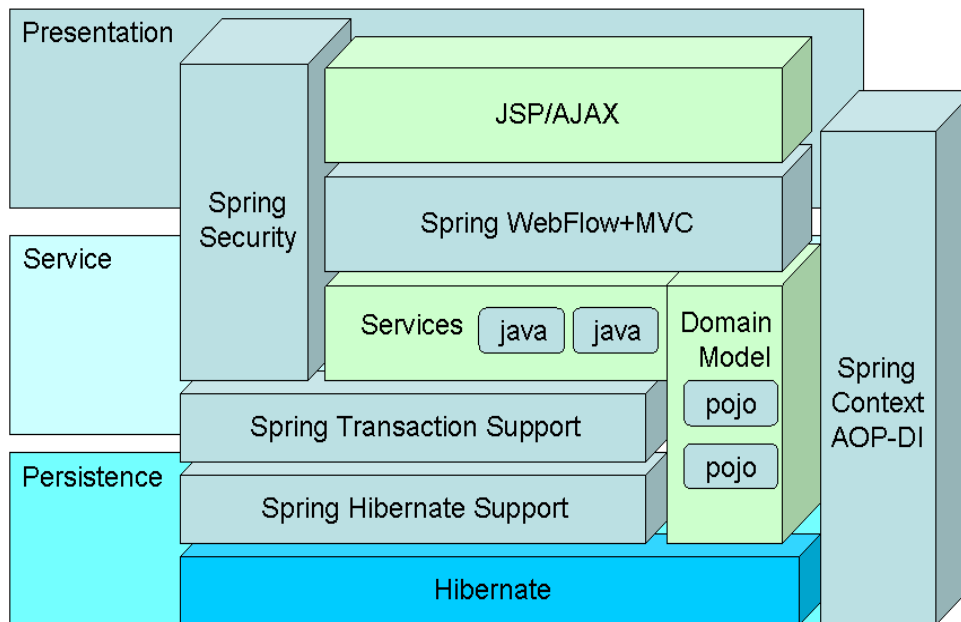 Presentation
JSP/AJAX
Spring
Security
Spring WebFlow+MVC
Service
Services
java
java
Domain
Model
pojo
pojo
Spring
Context
AOP-DI
Spring Transaction Support
Persistence
Spring Hibernate Support
Hibernate